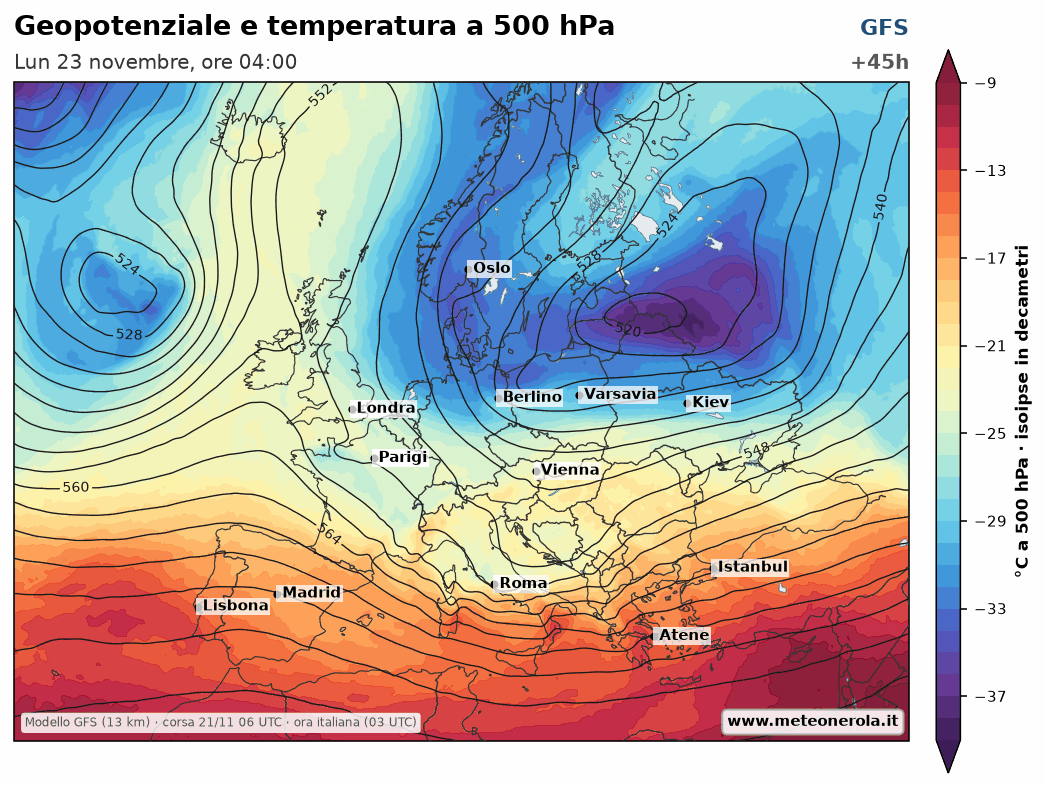 Geopotenziale e temperatura a 500 hPa
GFS
Lun 23 novembre, ore 04:00
+45h
552
540
524
528
524
528
520
Oslo
Berlino
Varsavia
Kiev
Londra
Parigi
Vienna
548
560
564
Roma
Istanbul
Madrid
Lisbona
Atene
Modello GFS (13 km) · corsa 21/11 06 UTC · ora italiana (03 UTC)
www.meteonerola.it
−9
−13
−17
−21
−25
−29
−33
−37
°C a 500 hPa · isoipse in decametri